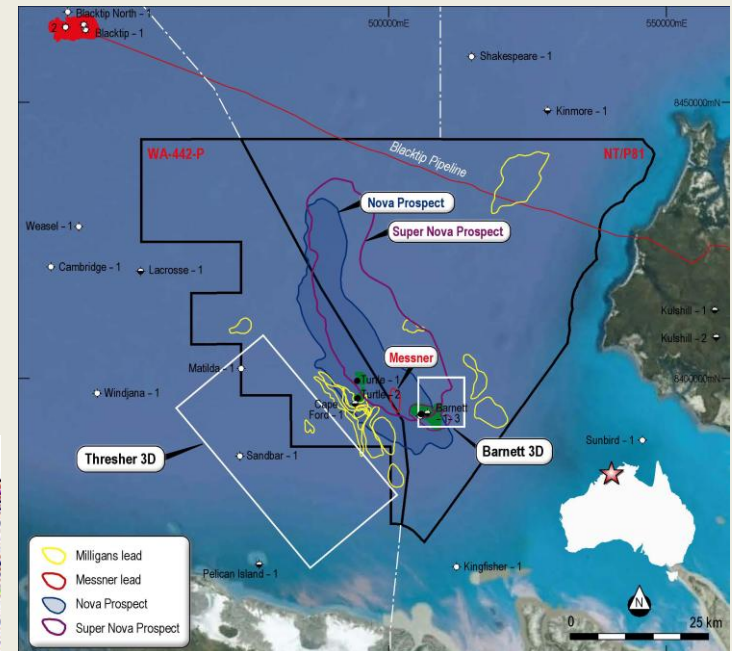 Blacktip North - 1
500000mE
550000mE
2
Blacktip - 1
Shakespeare - 1
8450000mN
Kinmore - 1
WA-442-P
Blacktip Pipeline
NT/P81
Nova Prospect
Weasel - 1
Super Nova Prospect
Cambridge - 1
Lacrosse - 1
Kulshill - 1
Kulshill - 2
Messner
Matilda - 1
Turtle - 1
8400000mN
Windjana - 1
Turtle - 2
Cape
Ford - 1
Barnett
1 - 3
Sunbird - 1
Thresher 3D
Sandbar - 1
Barnett 3D
Milligans lead
Messner lead
Nova Prospect
Super Nova Prospect
Pelican Island - 1
Kingfisher - 1
N
0
25 km